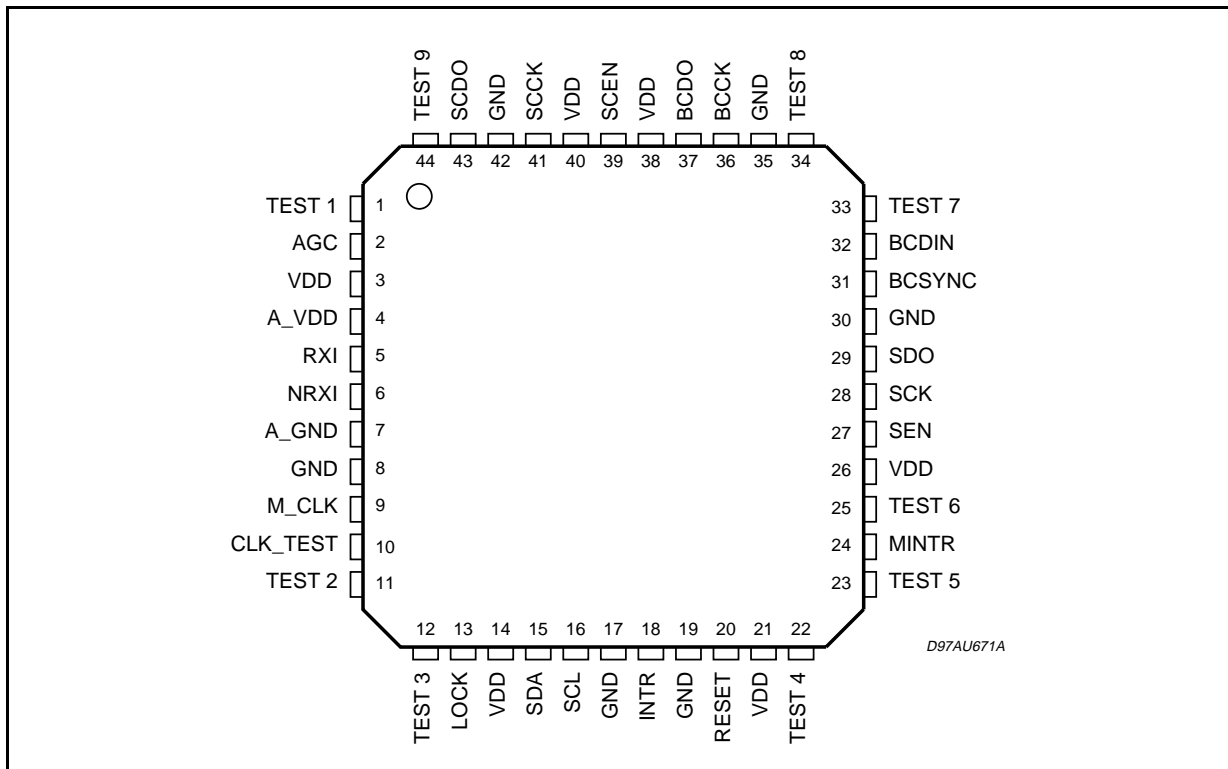 TEST 9
SCDO
GND
SCCK
VDD
SCEN
VDD
BCDO
BCCK
GND
TEST 8
44 43 42 41 40 39 38 37 36 35 34
TEST 1 1 33 TEST 7
AGC 2 32 BCDIN
VDD 3 31 BCSYNC
A_VDD 4 30 GND
RXI 5 29 SDO
NRXI 6 28 SCK
A_GND 7 27 SEN
GND 8 26 VDD
M_CLK 9 25 TEST 6
CLK_TEST 10 24 MINTR
TEST 2 11 23 TEST 5
12 13 14 15 16 17 18 19 20 21 22
TEST 3
LOCK
VDD
SDA
SCL
GND
INTR
GND
RESET
VDD
TEST 4
D97AU671A